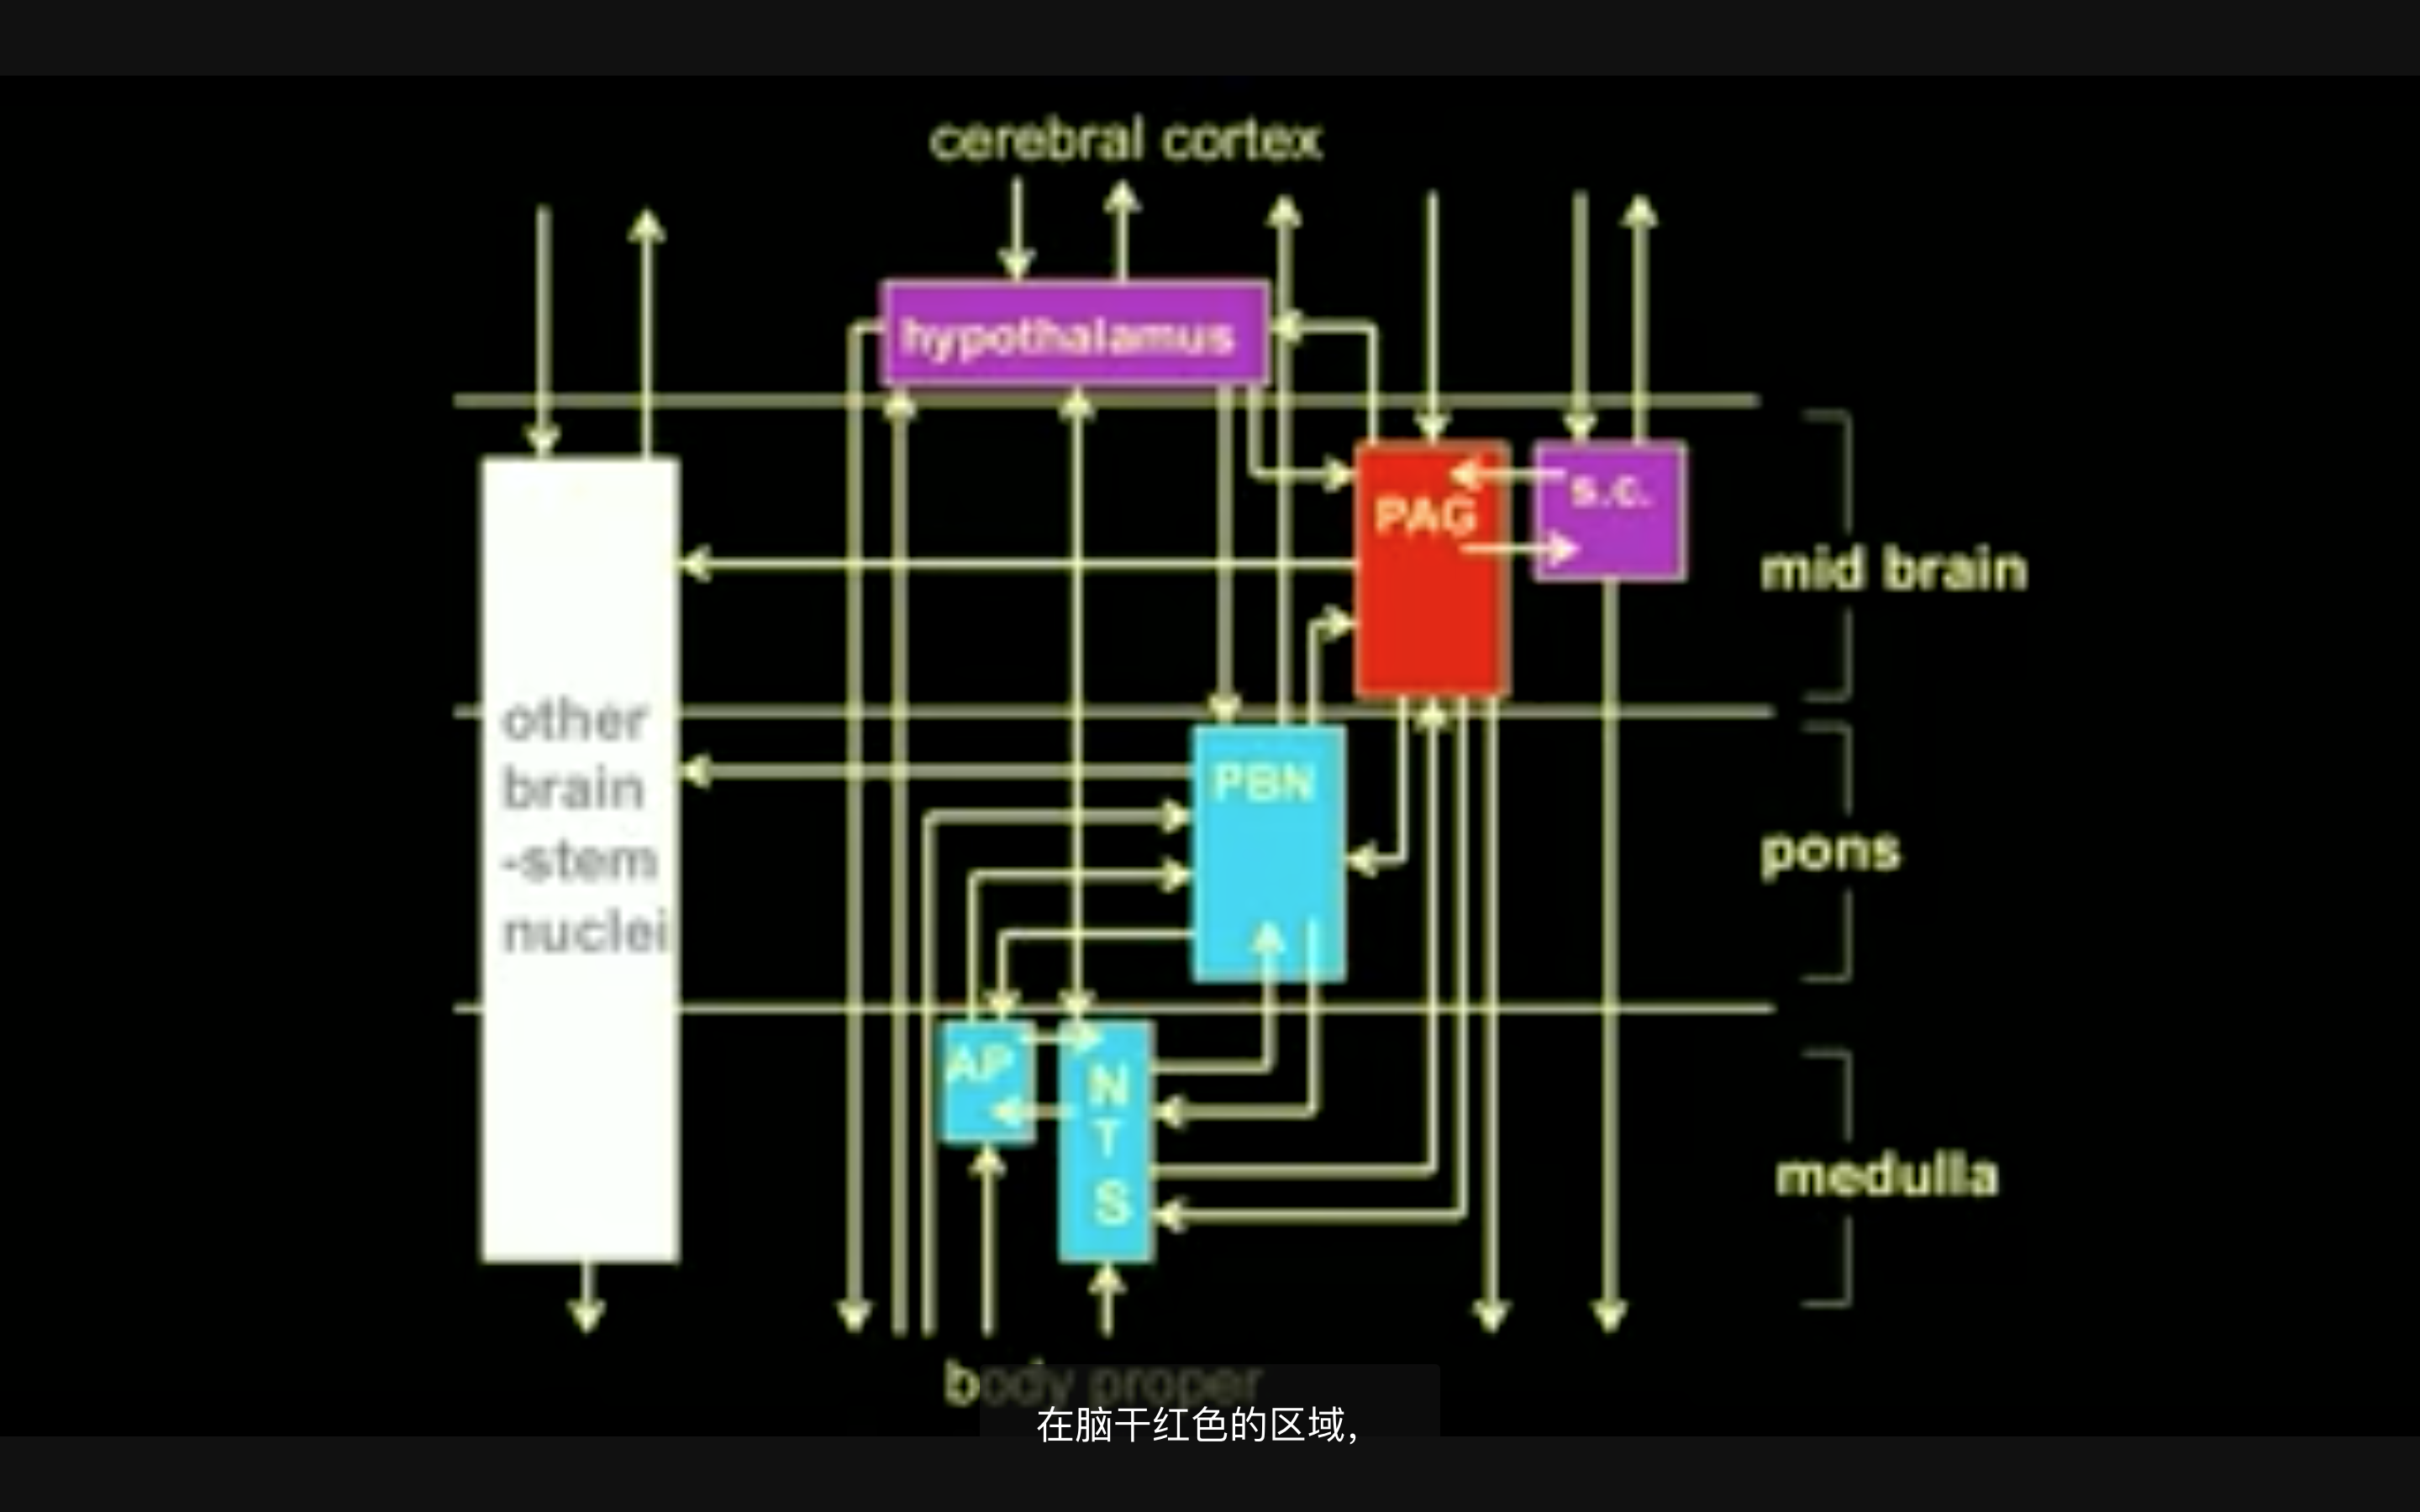 cerebral cortex
hypothalamus
PAG
s.c.
mid brain
other
brain
-stem
nuclei
PBN
pons
AP
N
T
S
medulla
body proper
在脑干红色的区域，